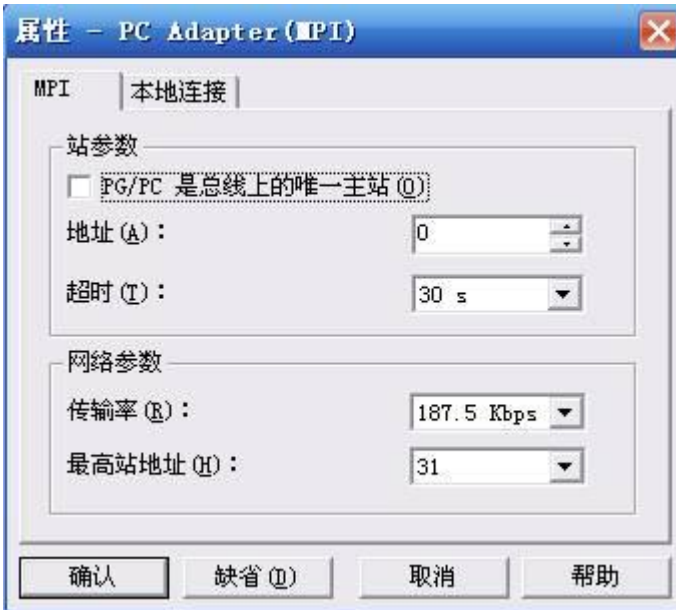 属性 - PC Adapter(MPI)
MPI 本地连接
站参数
PG/PC 是总线上的唯一主站(O)
地址(A): 0
超时(T): 30 s
网络参数
传输率(R): 187.5 Kbps
最高站地址(H): 31
确认 缺省(D) 取消 帮助